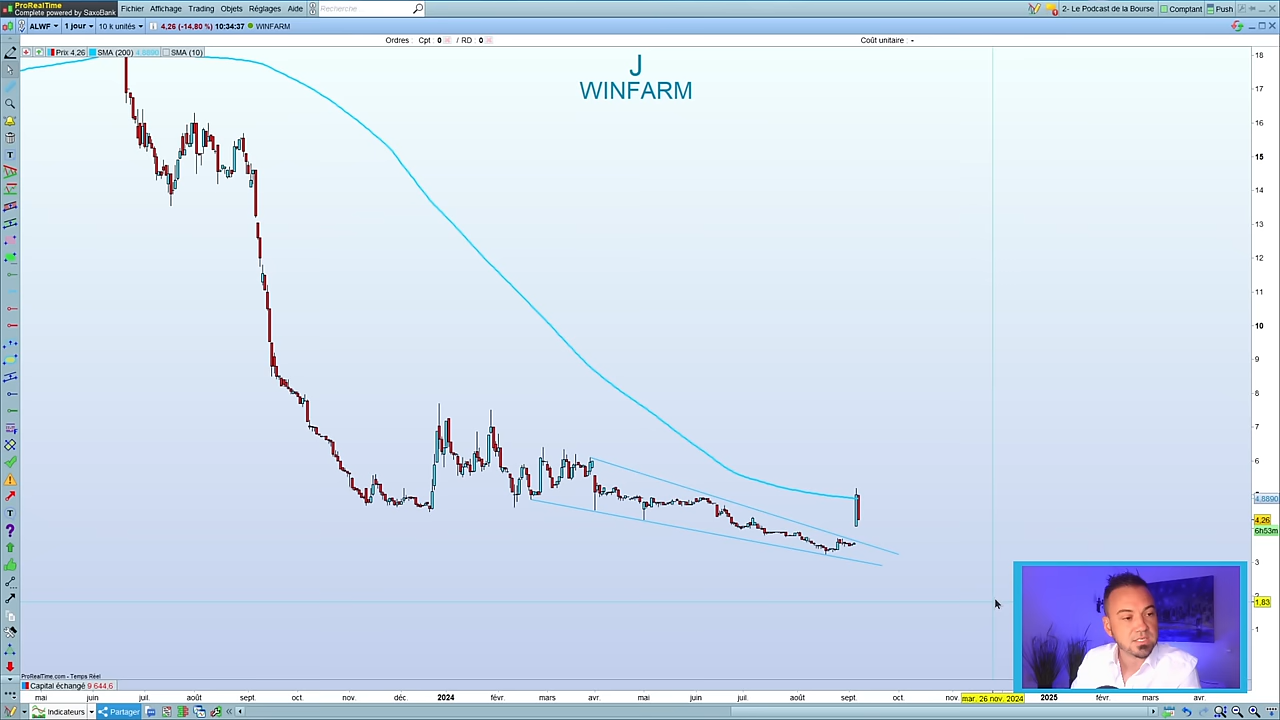 ProRealTime
Complete powered by SaxoBank
Fichier Affichage Trading Objets Réglages Aide
Recherche
2- Le Podcast de la Bourse Comptant Push
ALWF 1 jour 10 k unités 4,26 (-14,80 %) 10:34:37 WINFARM
Ordres : Cpt 0 / RD : 0 Coût unitaire : -
Prix 4,26 SMA (200) 4,8890 SMA (10)
J
WINFARM
18
17
16
15
14
13
12
11
10
9
8
7
6
4,8890
4,26
6h53m
3
1,83
1
ProRealTime.com - Temps Réel
Capital échangé 9 644,6
mai juin juil. août sept. oct. nov. déc. 2024 févr. mars avr. mai juin juil. août sept. oct. nov mar. 26 nov. 2024 2025 févr. mars avr.
Indicateurs Partager